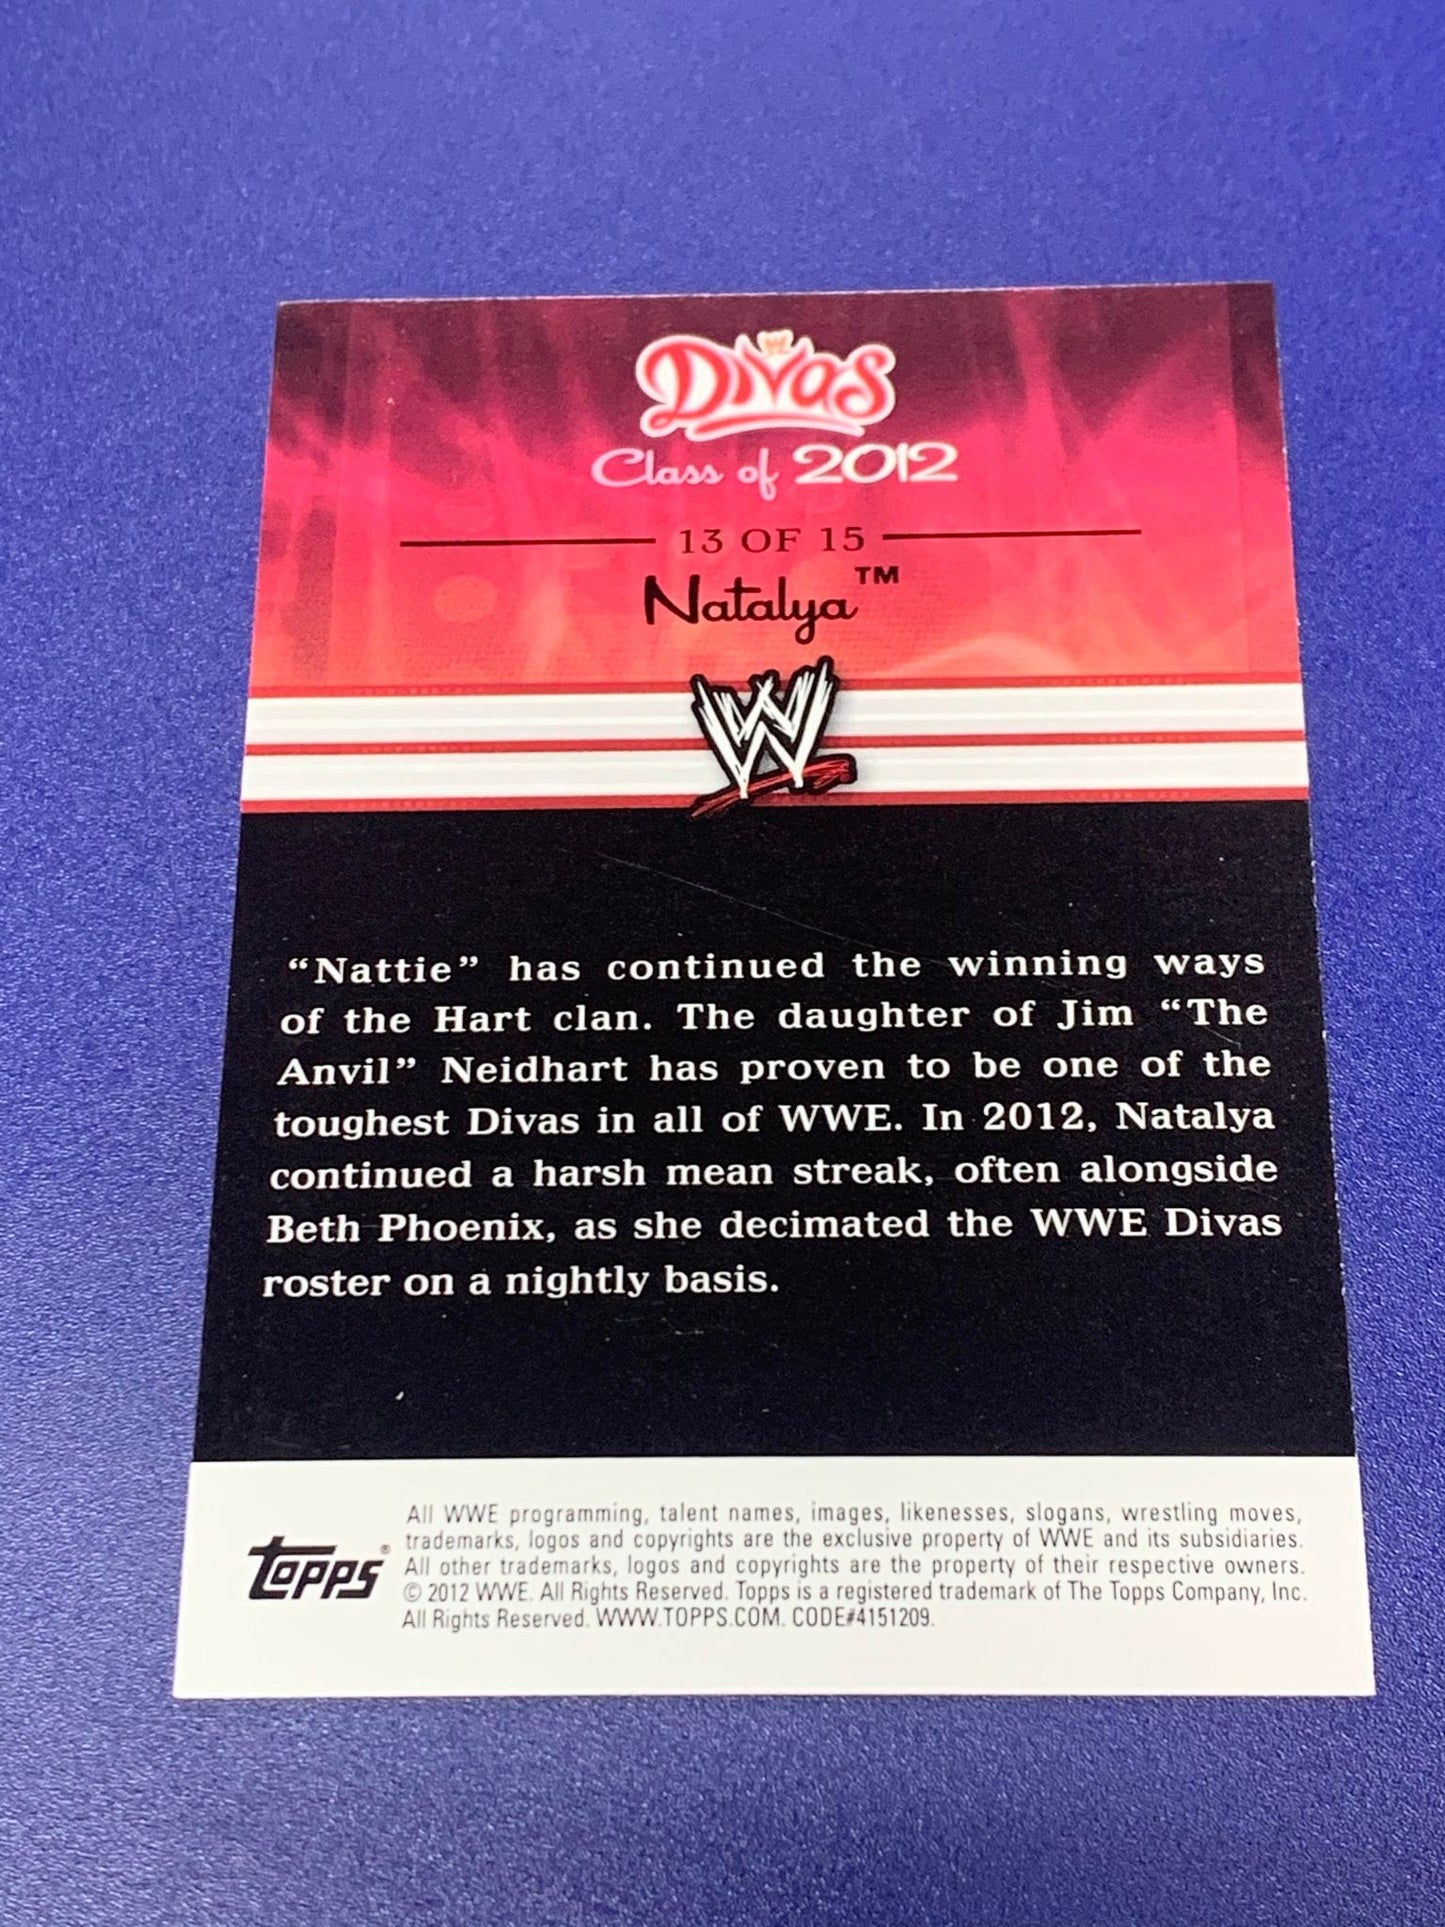 W
Divas
Class of 2012
13 OF 15
Natalya™
W
“Nattie” has continued the winning ways
of the Hart clan. The daughter of Jim “The
Anvil” Neidhart has proven to be one of the
toughest Divas in all of WWE. In 2012, Natalya
continued a harsh mean streak, often alongside
Beth Phoenix, as she decimated the WWE Divas
roster on a nightly basis.
All WWE programming, talent names, images, likenesses, slogans, wrestling moves,
trademarks, logos and copyrights are the exclusive property of WWE and its subsidiaries.
All other trademarks, logos and copyrights are the property of their respective owners.
© 2012 WWE. All Rights Reserved. Topps is a registered trademark of The Topps Company, Inc.
All Rights Reserved. WWW.TOPPS.COM. CODE#4151209.
Topps®